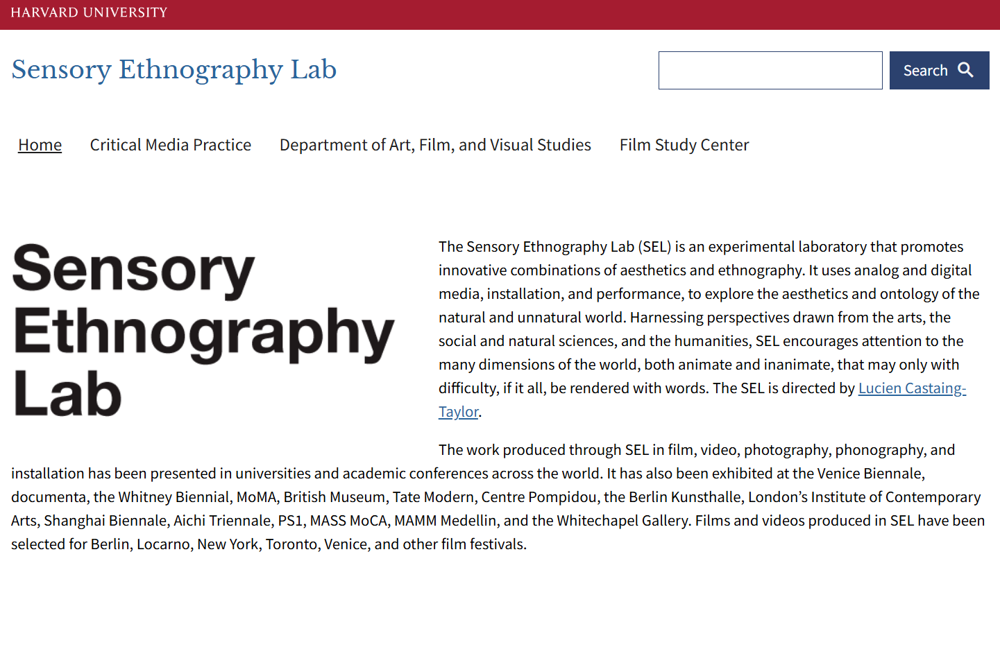 HARVARD UNIVERSITY
Sensory Ethnography Lab
Search
Home
Critical Media Practice
Department of Art, Film, and Visual Studies
Film Study Center
Sensory
Ethnography
Lab
The Sensory Ethnography Lab (SEL) is an experimental laboratory that promotes
innovative combinations of aesthetics and ethnography. It uses analog and digital
media, installation, and performance, to explore the aesthetics and ontology of the
natural and unnatural world. Harnessing perspectives drawn from the arts, the
social and natural sciences, and the humanities, SEL encourages attention to the
many dimensions of the world, both animate and inanimate, that may only with
difficulty, if it all, be rendered with words. The SEL is directed by Lucien Castaing-
Taylor.
The work produced through SEL in film, video, photography, phonography, and
installation has been presented in universities and academic conferences across the world. It has also been exhibited at the Venice Biennale,
documenta, the Whitney Biennial, MoMA, British Museum, Tate Modern, Centre Pompidou, the Berlin Kunsthalle, London’s Institute of Contemporary
Arts, Shanghai Biennale, Aichi Triennale, PS1, MASS MoCA, MAMM Medellin, and the Whitechapel Gallery. Films and videos produced in SEL have been
selected for Berlin, Locarno, New York, Toronto, Venice, and other film festivals.